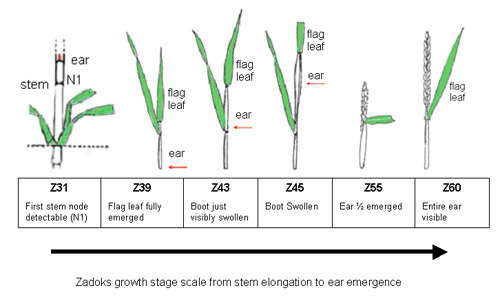 ear
N1
stem
flag
leaf
ear
flag
leaf
ear
flag
leaf
ear
flag
leaf
Z31
First stem node
detectable (N1)
Z39
Flag leaf fully
emerged
Z43
Boot just
visibly swollen
Z45
Boot Swollen
Z55
Ear ½ emerged
Z60
Entire ear
visible
Zadoks growth stage scale from stem elongation to ear emergence